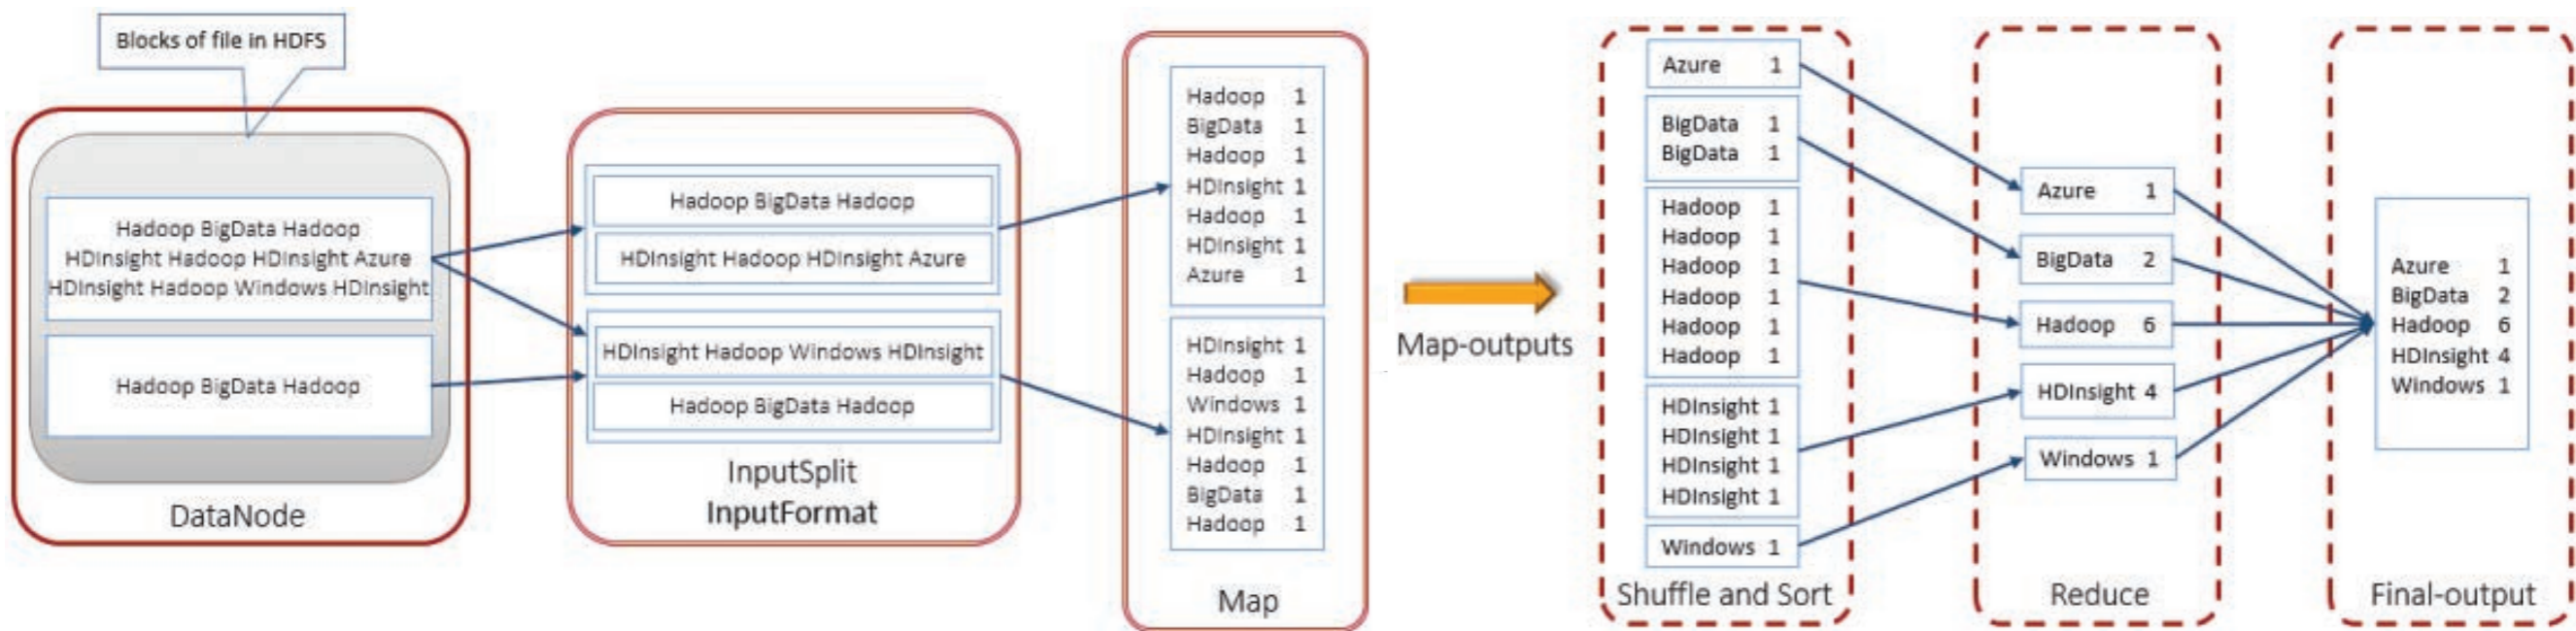 Blocks of file in HDFS
Hadoop BigData Hadoop
HDInsight Hadoop HDInsight Azure
HDInsight Hadoop Windows HDInsight
Hadoop BigData Hadoop
DataNode
Hadoop BigData Hadoop
HDInsight Hadoop HDInsight Azure
HDInsight Hadoop Windows HDInsight
Hadoop BigData Hadoop
InputSplit
InputFormat
Hadoop 1
BigData 1
Hadoop 1
HDInsight 1
Hadoop 1
HDInsight 1
Azure 1
HDInsight 1
Hadoop 1
Windows 1
HDInsight 1
Hadoop 1
BigData 1
Hadoop 1
Map
Map-outputs
Azure 1
BigData 1
BigData 1
Hadoop 1
Hadoop 1
Hadoop 1
Hadoop 1
Hadoop 1
Hadoop 1
HDInsight 1
HDInsight 1
HDInsight 1
HDInsight 1
Windows 1
Shuffle and Sort
Azure 1
BigData 2
Hadoop 6
HDInsight 4
Windows 1
Reduce
Azure 1
BigData 2
Hadoop 6
HDInsight 4
Windows 1
Final-output